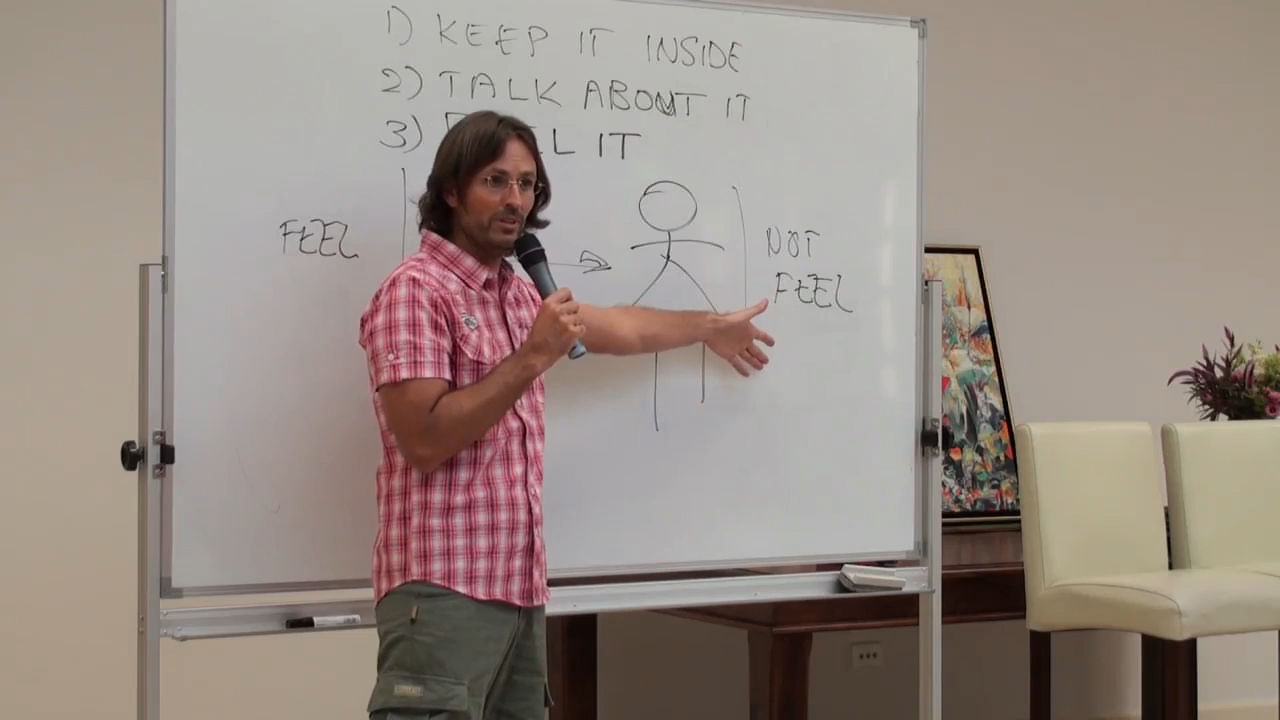 1) KEEP IT INSIDE
2) TALK ABOUT IT
3) F L IT
FEEL
NOT
FEEL